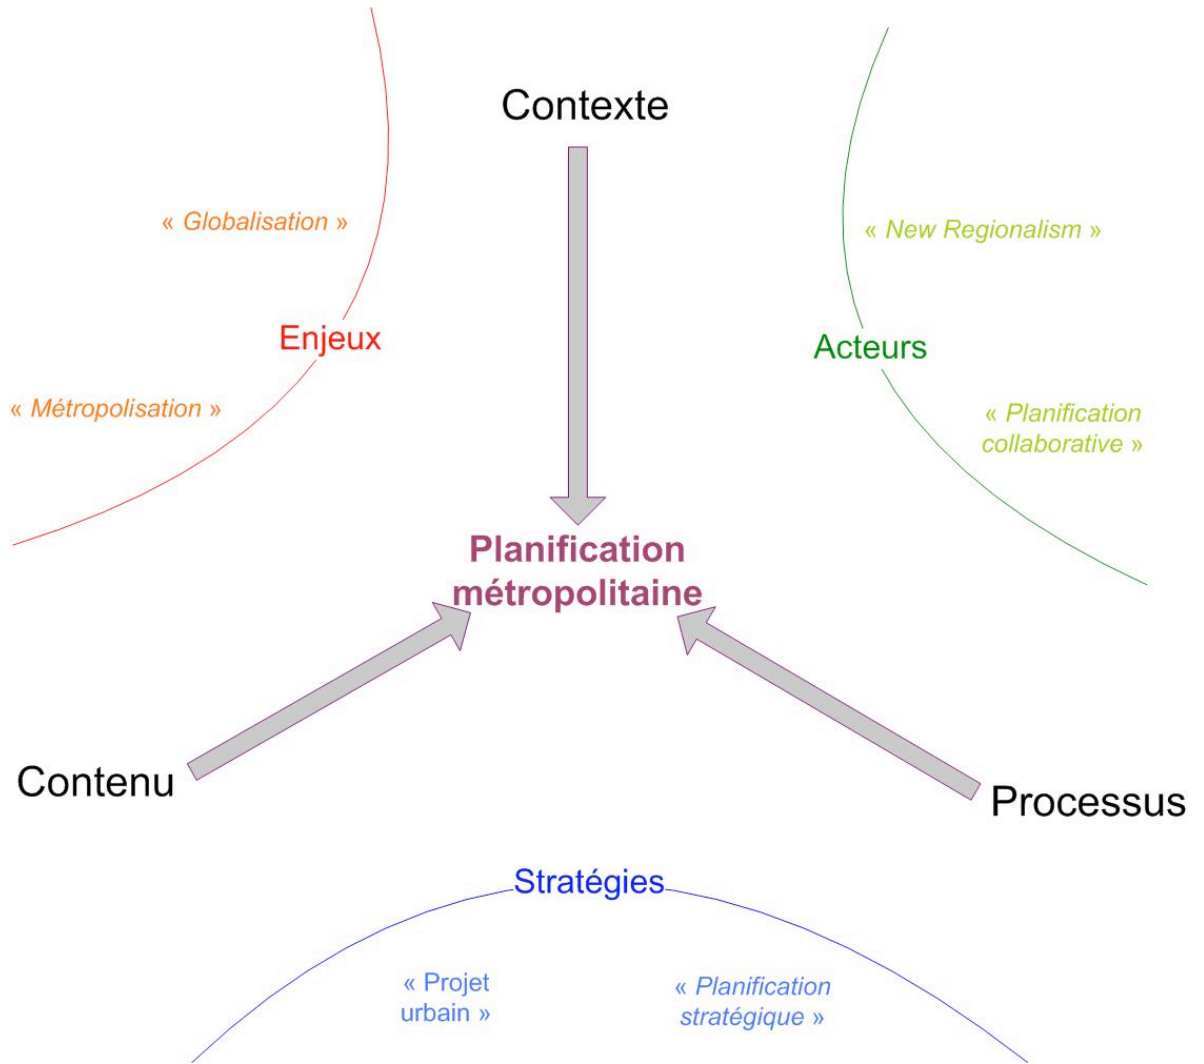 Contexte
« Globalisation »
« New Regionalism »
Enjeux
Acteurs
« Métropolisation »
« Planification
collaborative »
Planification
métropolitaine
Contenu
Processus
Stratégies
« Projet
urbain »
« Planification
stratégique »